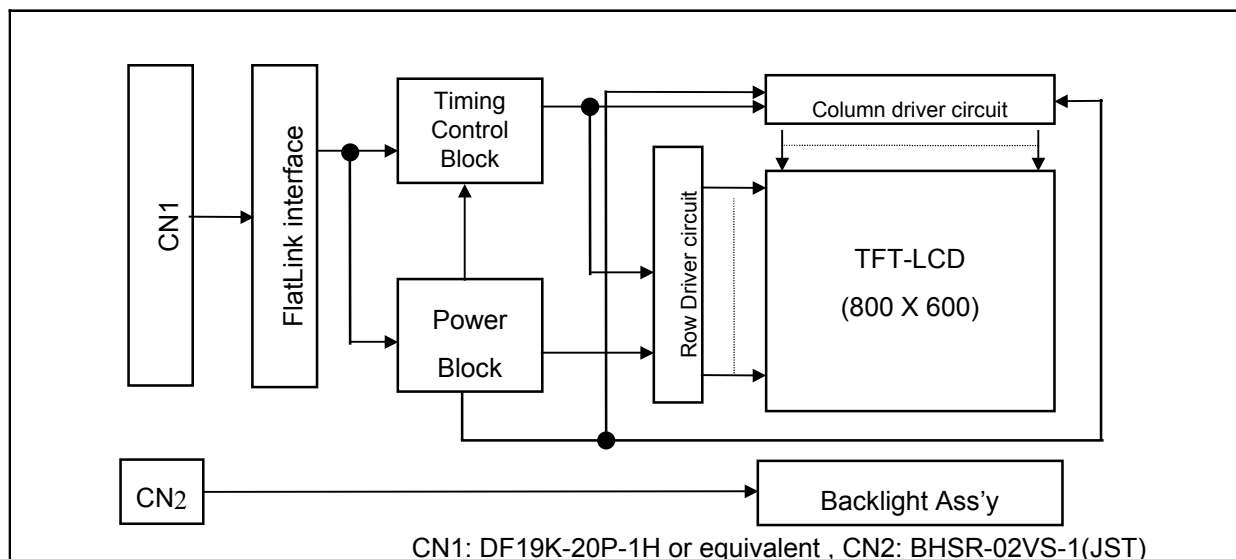 CN1
FlatLink interface
Timing
Control
Block
Power
Block
Row Driver circuit
Column driver circuit
TFT-LCD
(800 X 600)
CN2
Backlight Ass'y
CN1: DF19K-20P-1H or equivalent , CN2: BHSR-02VS-1(JST)